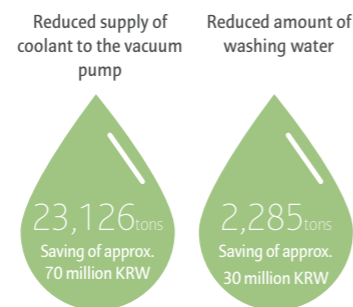 Reduced supply of
coolant to the vacuum
pump
23,126tons
Saving of approx.
70 million KRW
Reduced amount of
washing water
2,285tons
Saving of approx.
30 million KRW